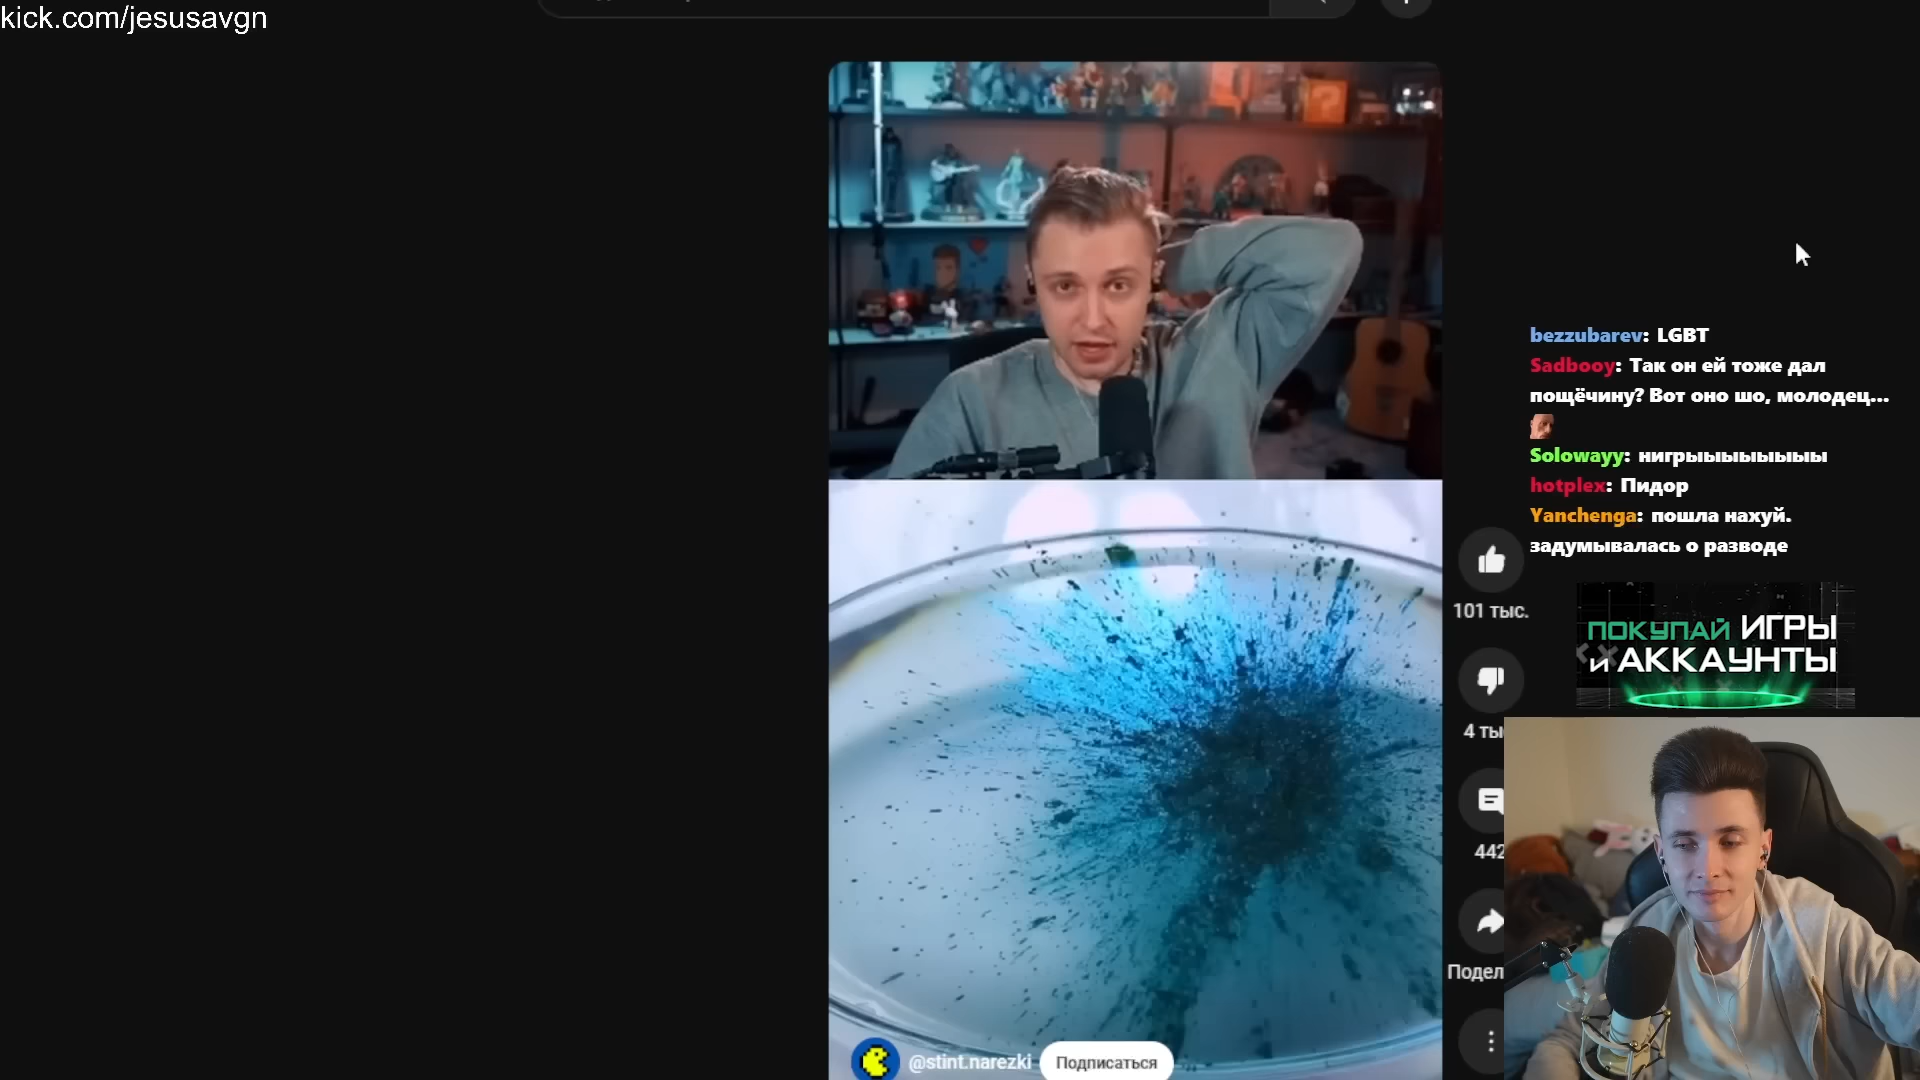 kick.com/jesusavgn
bezzubarev: LGBT
Sadbooy: Так он ей тоже дал
пощёчину? Вот оно шо, молодец...
Solowayy: нигрыыыыыыыы
hotplex: Пидор
Yanchenga: пошла нахуй.
задумывалась о разводе
101 тыс.
ПОКУПАЙ ИГРЫ
и АККАУНТЫ
4 ты
442
Подел
@stint.narezki Подписаться